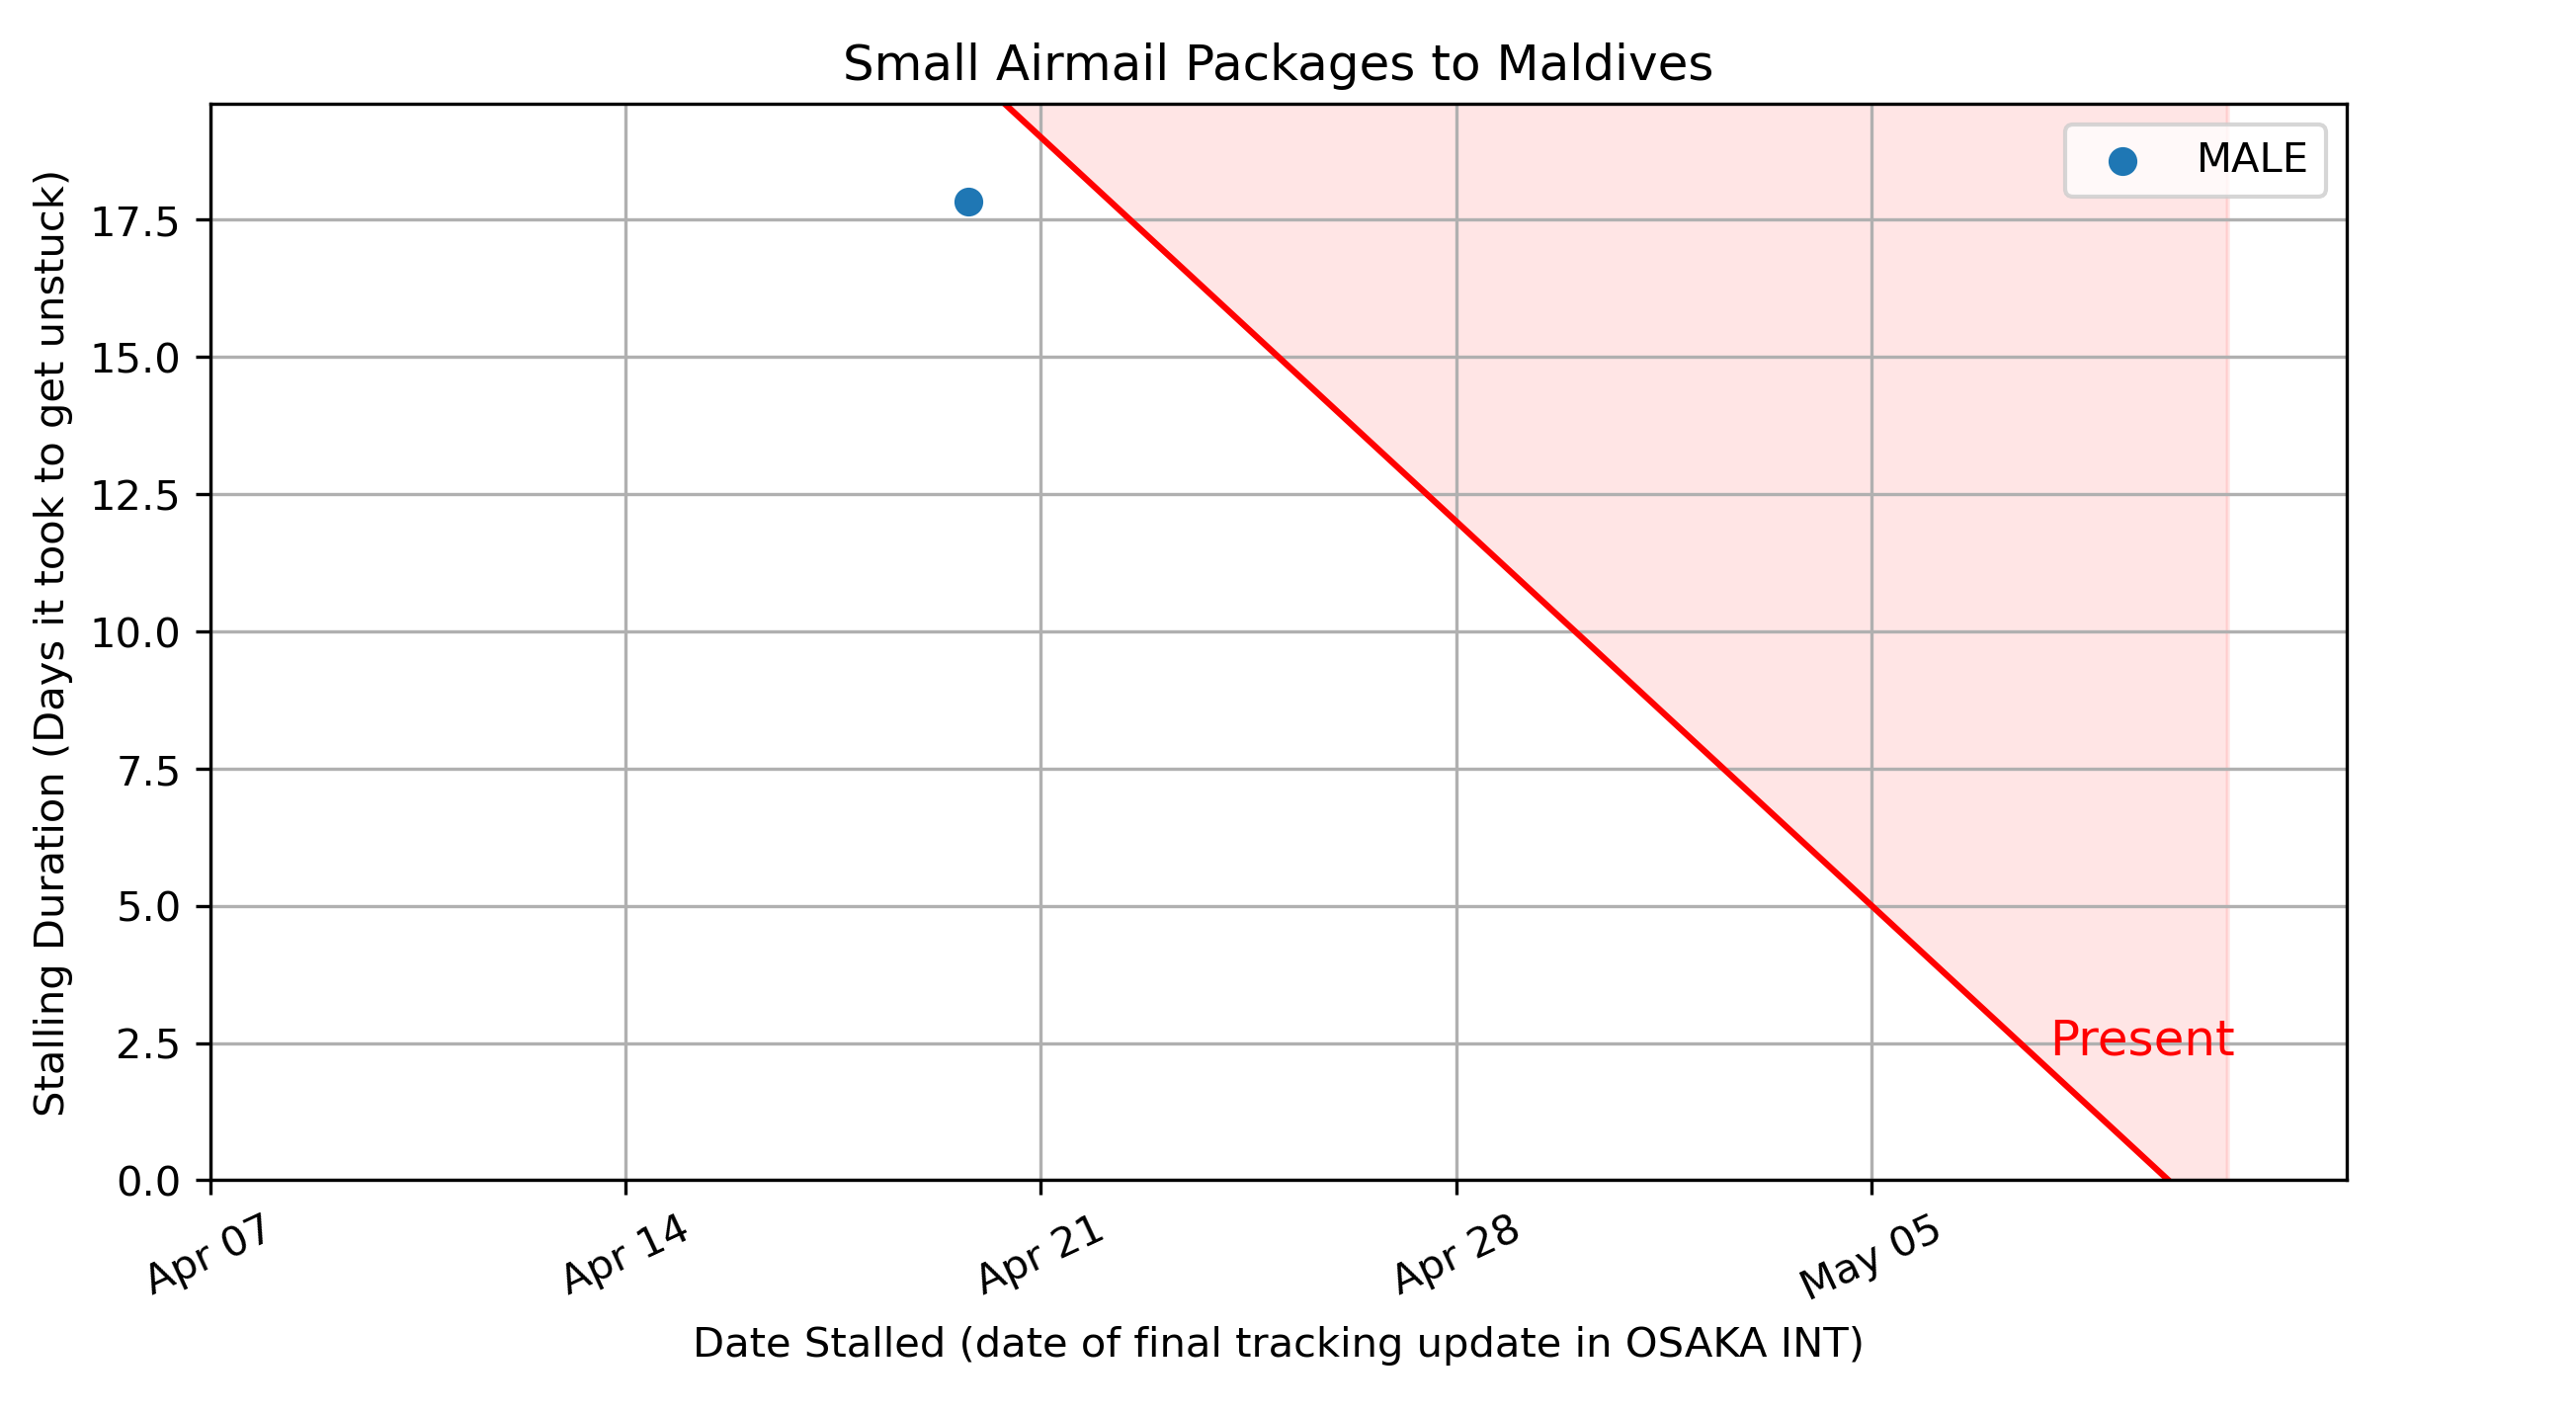 Small Airmail Packages to Maldives
MALE
Stalling Duration (Days it took to get unstuck)
17.5
15.0
12.5
10.0
7.5
5.0
2.5
0.0
Present
Apr 07
Apr 14
Apr 21
Apr 28
May 05
Date Stalled (date of final tracking update in OSAKA INT)